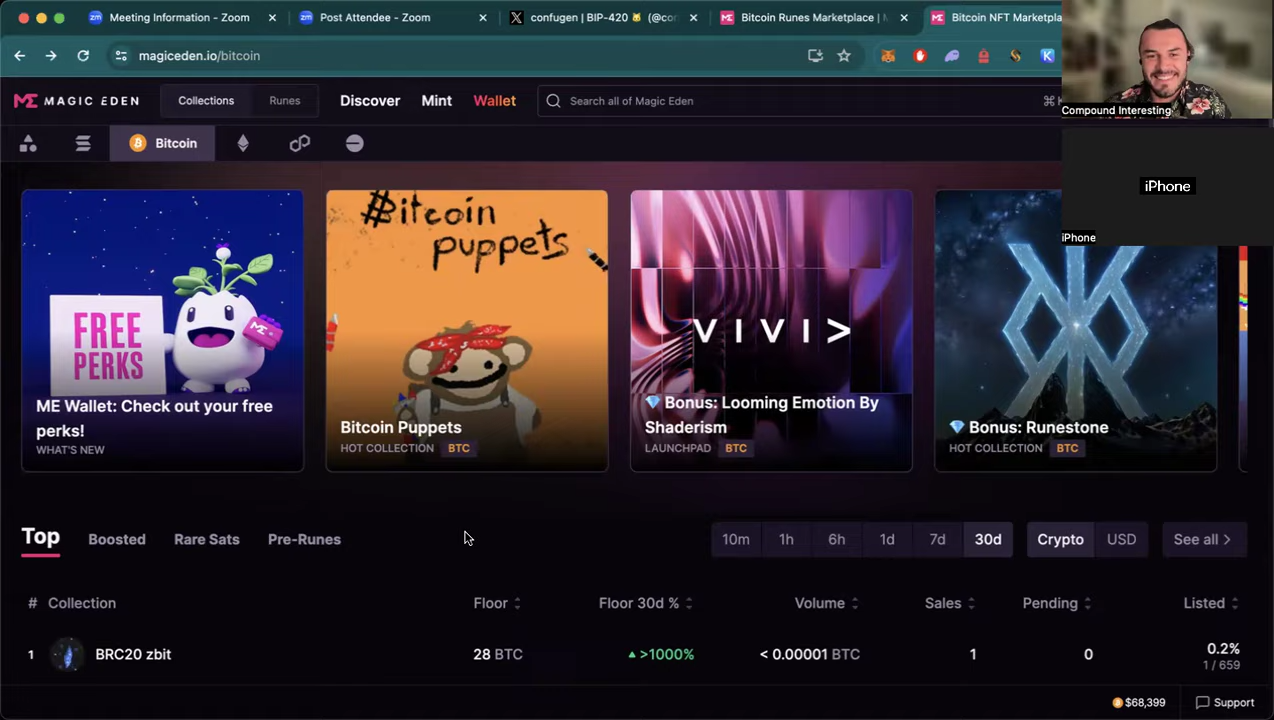 Meeting Information - Zoom
Post Attendee - Zoom
confugen | BIP-420 🐱 (@con
Bitcoin Runes Marketplace | M
Bitcoin NFT Marketpla
magiceden.io/bitcoin
Compound Interesting
MAGIC EDEN
Collections
Runes
Discover
Mint
Wallet
Search all of Magic Eden
⌘K
Bitcoin
iPhone
iPhone
FREE
PERKS
ME
ME Wallet: Check out your free
perks!
WHAT'S NEW
#Bitcoin
puppets
Bitcoin Puppets
HOT COLLECTION BTC
VIVI>
💎 Bonus: Looming Emotion By
Shaderism
LAUNCHPAD BTC
💎 Bonus: Runestone
HOT COLLECTION BTC
Top
Boosted
Rare Sats
Pre-Runes
10m
1h
6h
1d
7d
30d
Crypto
USD
See all >
# Collection
Floor
Floor 30d %
Volume
Sales
Pending
Listed
1 BRC20 zbit
28 BTC
>1000%
< 0.00001 BTC
1
0
0.2%
1 / 659
$68,399
Support